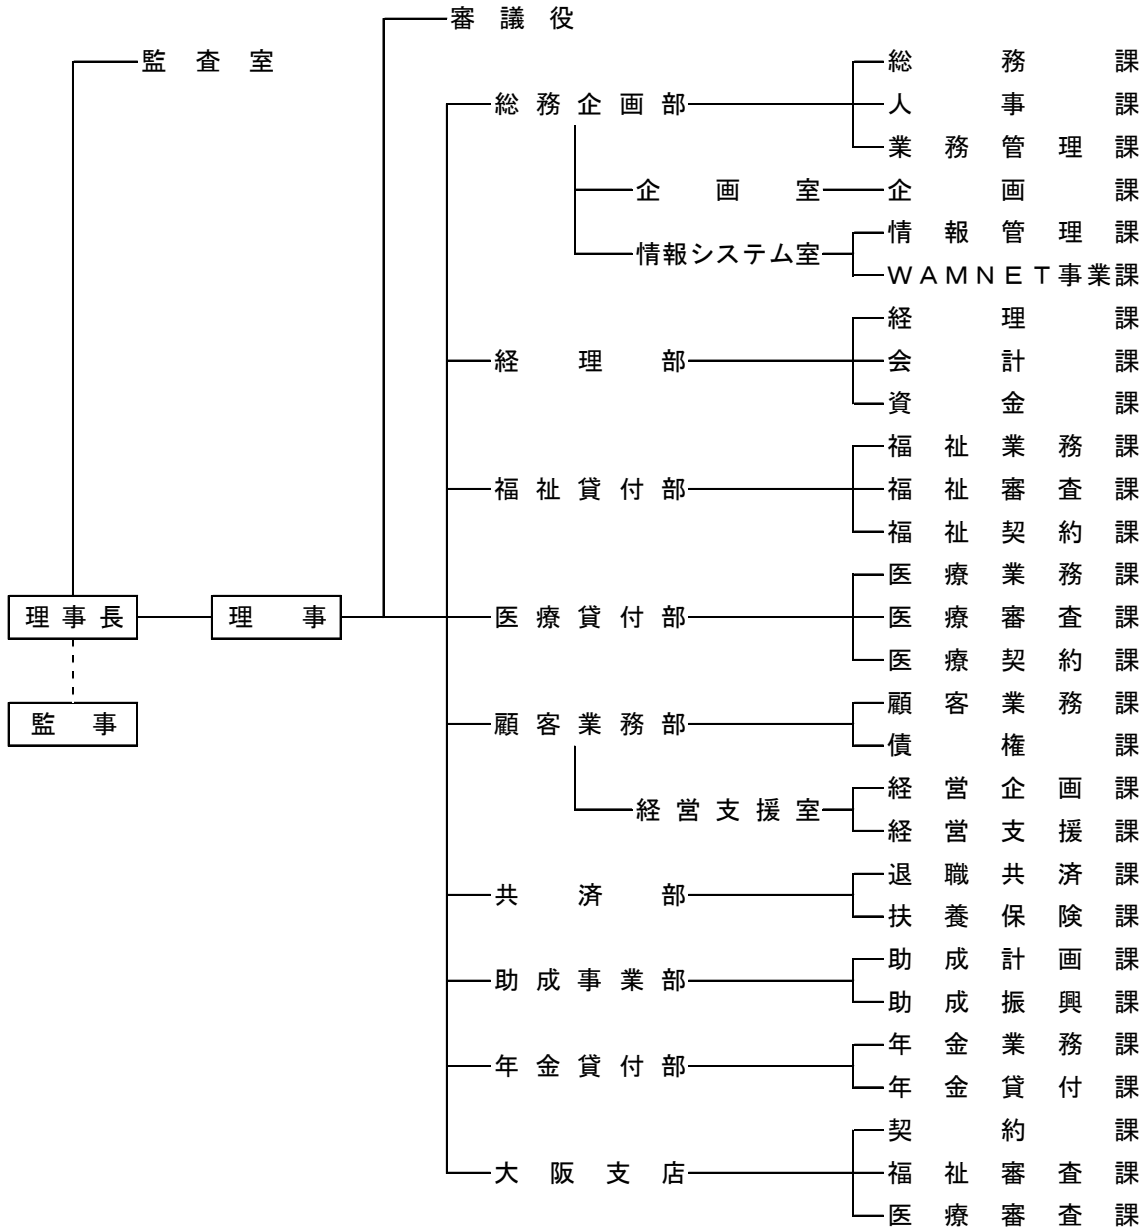 審議役
監査室
総務課
総務企画部
人事課
業務管理課
企画室
企画課
情報管理課
情報システム室
ＷＡＭＮＥＴ事業課
経理課
経理部
会計課
資金課
福祉業務課
福祉貸付部
福祉審査課
福祉契約課
医療業務課
理事長
理事
医療貸付部
医療審査課
医療契約課
監事
顧客業務部
顧客業務課
債権課
経営企画課
経営支援室
経営支援課
退職共済課
共済部
扶養保険課
助成計画課
助成事業部
助成振興課
年金業務課
年金貸付部
年金貸付課
契約課
大阪支店
福祉審査課
医療審査課